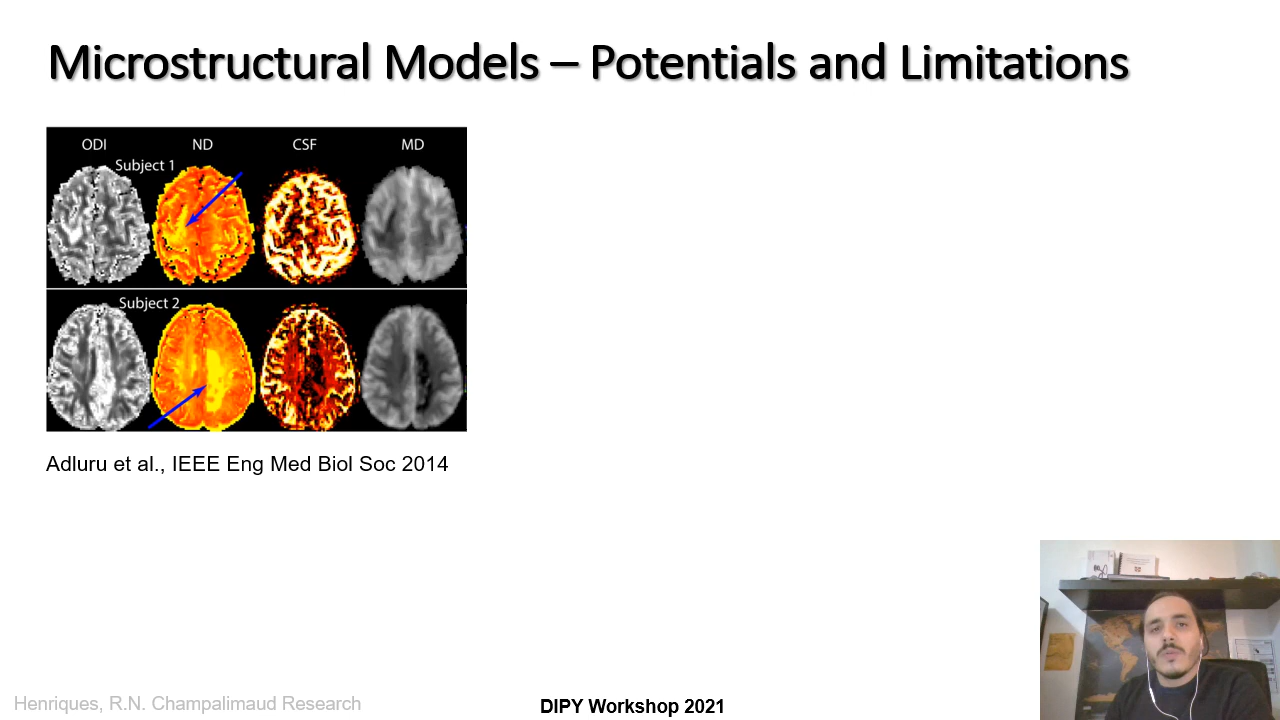 Microstructural Models – Potentials and Limitations
ODI ND CSF MD
Subject 1
Subject 2
Adluru et al., IEEE Eng Med Biol Soc 2014
Henriques, R.N. Champalimaud Research
DIPY Workshop 2021